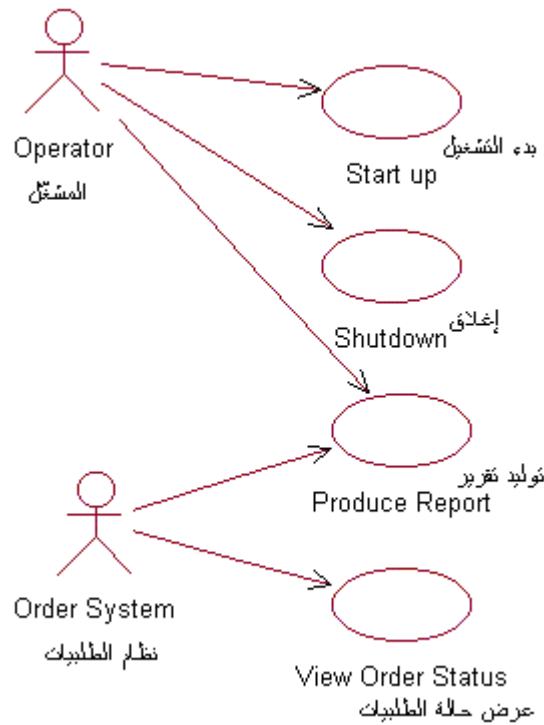 Operator
المشغّل
بدء التشغيل
Start up
إغلاق
Shutdown
توليد تقرير
Produce Report
Order System
نظام الطلبيات
View Order Status
عرض حالة الطلبيات